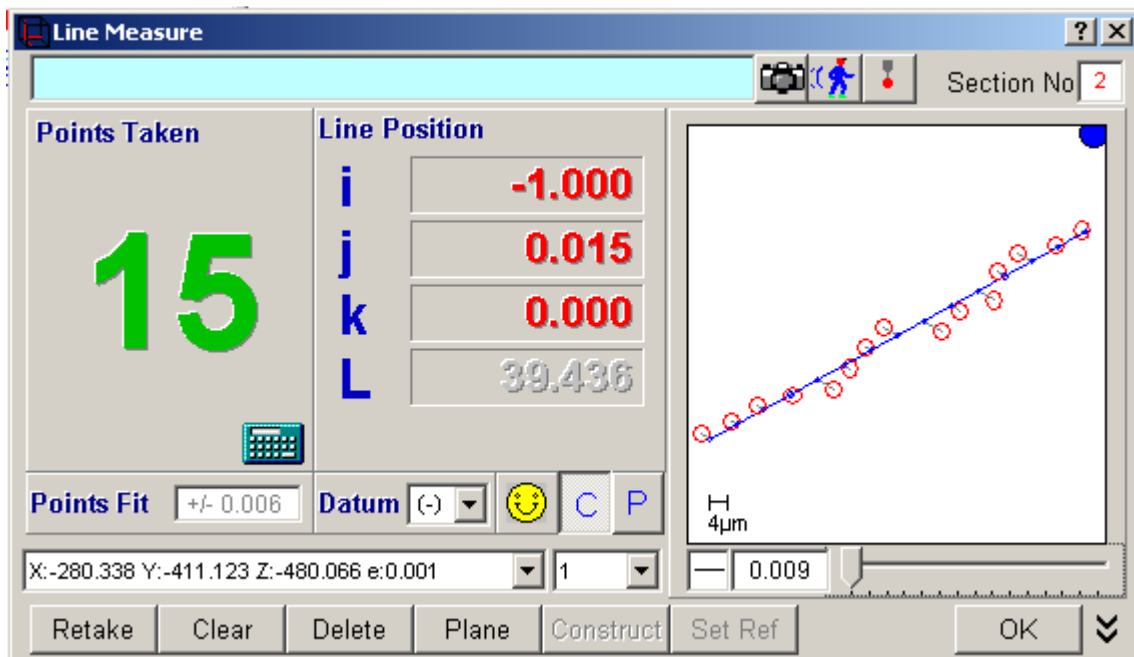 Line Measure
Section No 2
Points Taken
15
Line Position
i -1.000
j 0.015
k 0.000
L 39.436
4µm
Points Fit +/- 0.006
Datum (-) C P
X:-280.338 Y:-411.123 Z:-480.066 e:0.001 1
0.009
Retake Clear Delete Plane Construct Set Ref OK